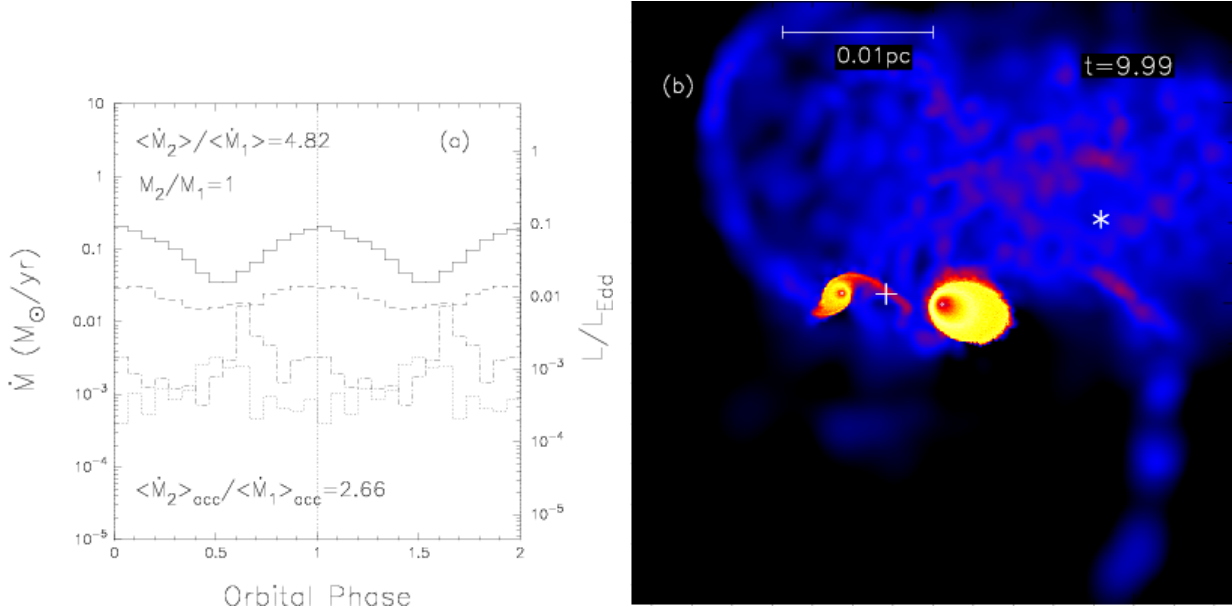 <Ṁ₂>/<Ṁ₁>=4.82
(a)
M₂/M₁=1
<Ṁ₂>acc/<Ṁ₁>acc=2.66
10
1
0.1
0.01
10⁻³
10⁻⁴
10⁻⁵
Ṁ (M⊙/yr)
1
0.1
0.01
10⁻³
10⁻⁴
10⁻⁵
L/L_Edd
0 0.5 1 1.5 2
Orbital Phase
0.01pc
(b)
t=9.99